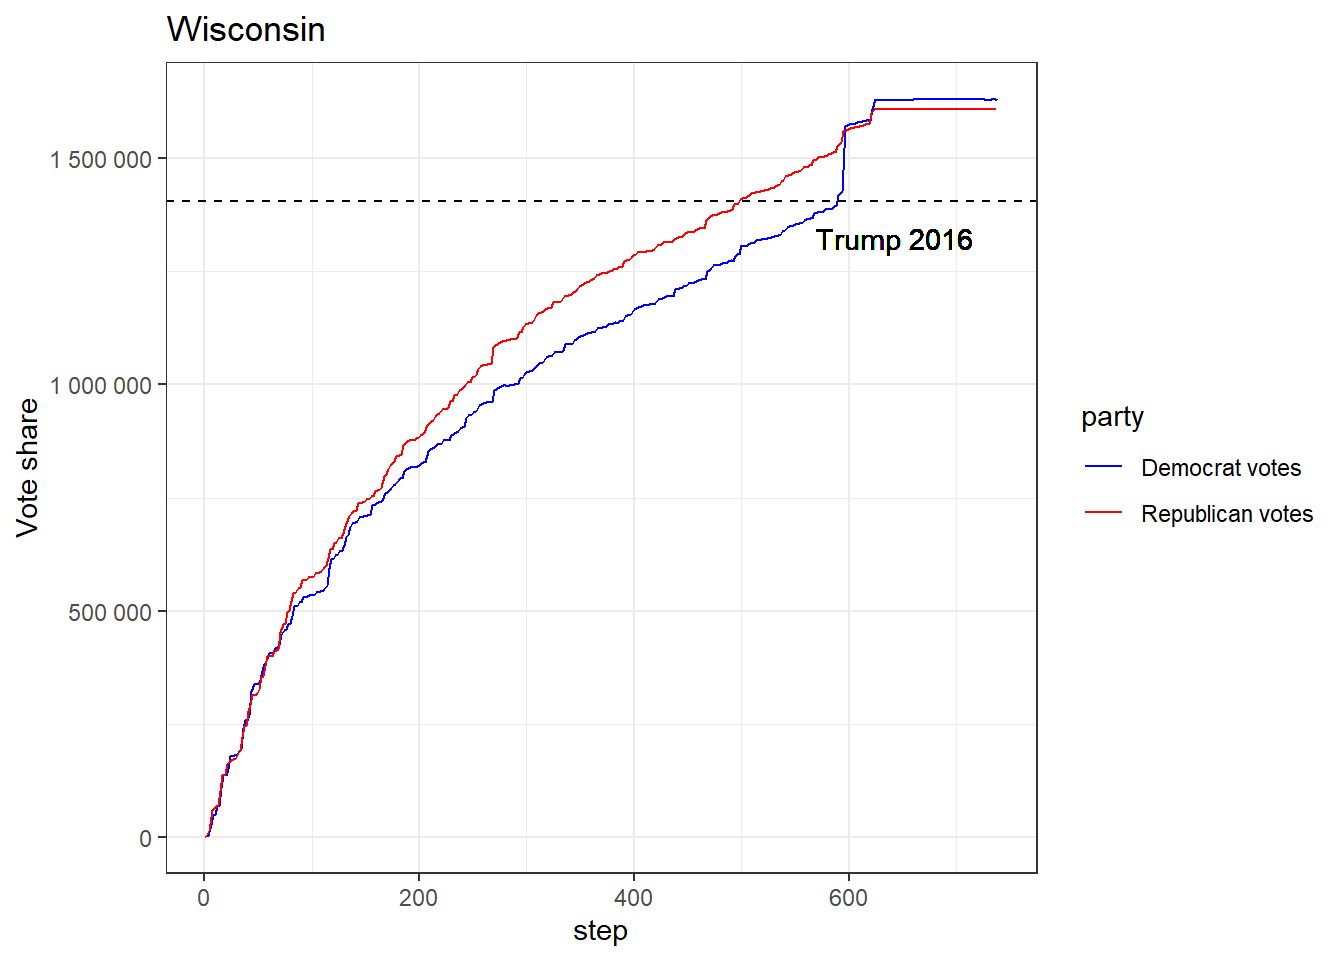 Wisconsin
1 500 000
1 000 000
500 000
0
Vote share
Trump 2016
0 200 400 600
step
party
Democrat votes
Republican votes